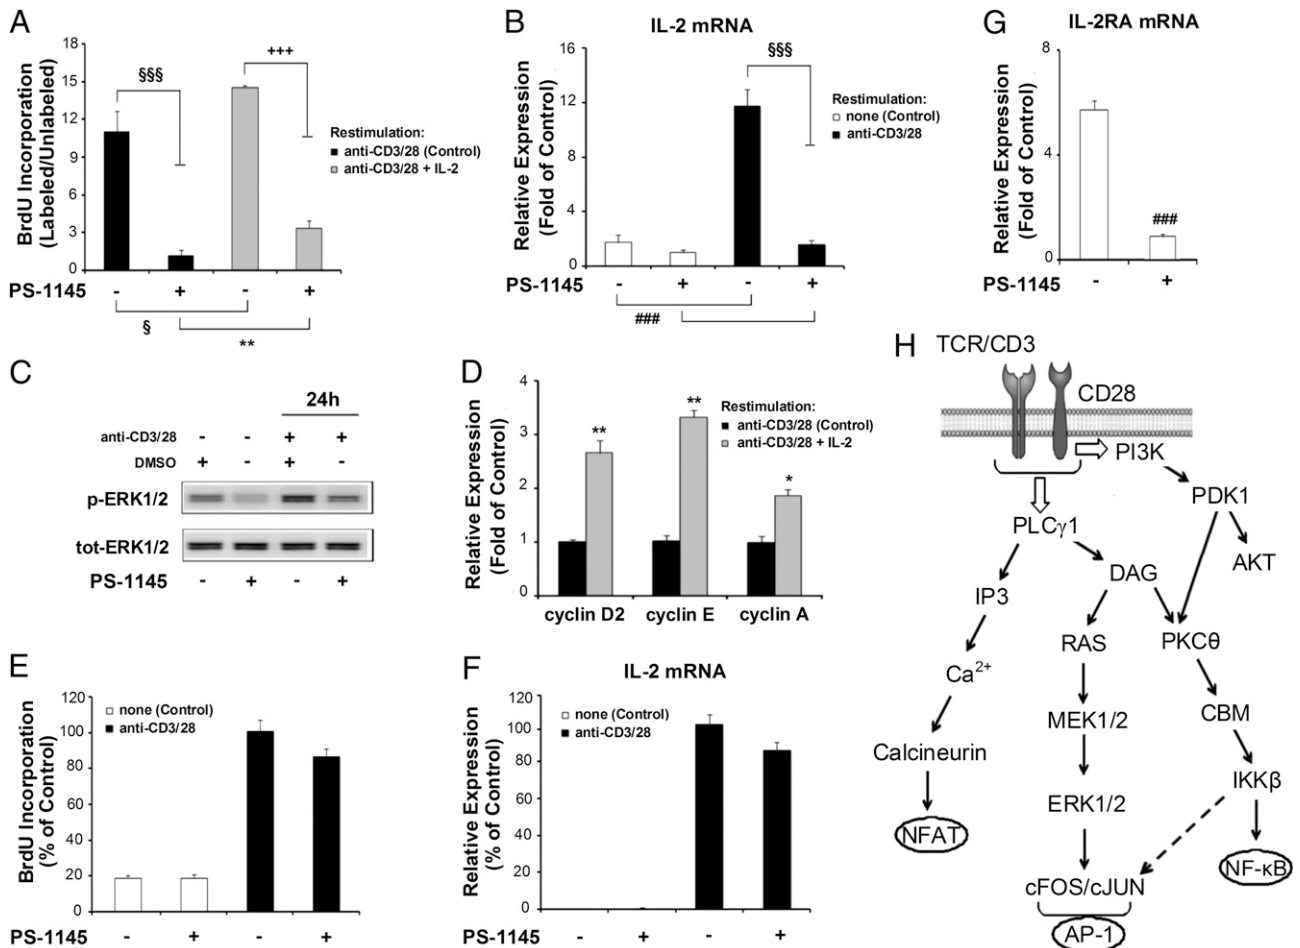 A
18
15
12
9
6
3
0
BrdU Incorporation
(Labeled/Unlabeled)
§§§
+++
Restimulation:
anti-CD3/28 (Control)
anti-CD3/28 + IL-2
PS-1145 - + - +
§
**
B
IL-2 mRNA
16
12
8
4
0
Relative Expression
(Fold of Control)
§§§
Restimulation:
none (Control)
anti-CD3/28
PS-1145 - + - +
###
G
IL-2RA mRNA
8
4
0
Relative Expression
(Fold of Control)
###
PS-1145 - +
C
24h
anti-CD3/28 - - + +
DMSO + - + -
p-ERK1/2
tot-ERK1/2
PS-1145 - + - +
D
4
3
2
1
0
Relative Expression
(Fold of Control)
** ** *
Restimulation:
anti-CD3/28 (Control)
anti-CD3/28 + IL-2
cyclin D2 cyclin E cyclin A
E
120
100
80
60
40
20
0
BrdU Incorporation
(% of Control)
none (Control)
anti-CD3/28
PS-1145 - + - +
F
IL-2 mRNA
120
100
80
60
40
20
0
Relative Expression
(% of Control)
none (Control)
anti-CD3/28
PS-1145 - + - +
H
TCR/CD3
CD28
PI3K
PDK1
PLCγ1
AKT
DAG
IP3
RAS PKCθ
Ca²⁺
MEK1/2 CBM
Calcineurin
IKKβ
ERK1/2
NFAT
NF-κB
cFOS/cJUN
AP-1